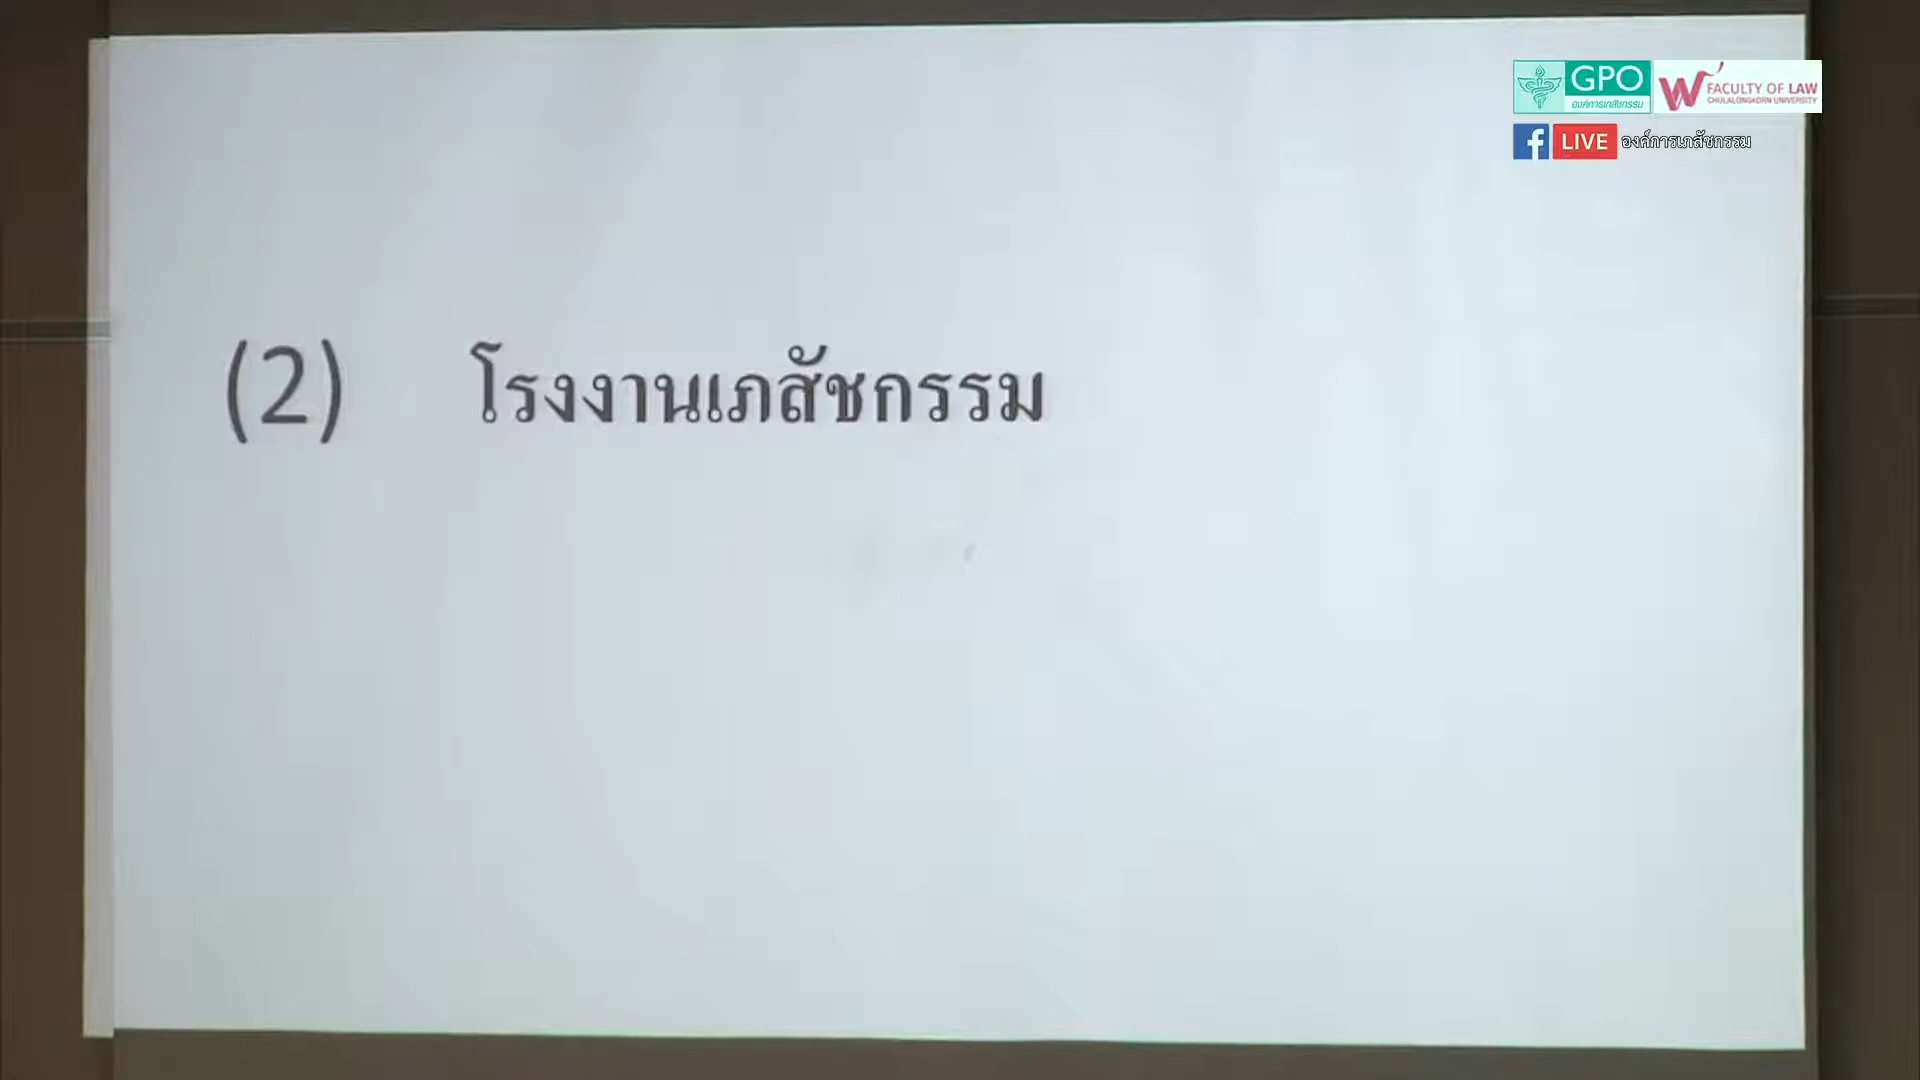 GPO
องค์การเภสัชกรรม
FACULTY OF LAW
CHULALONGKORN UNIVERSITY
f LIVE องค์การเภสัชกรรม
(2) โรงงานเภสัชกรรม